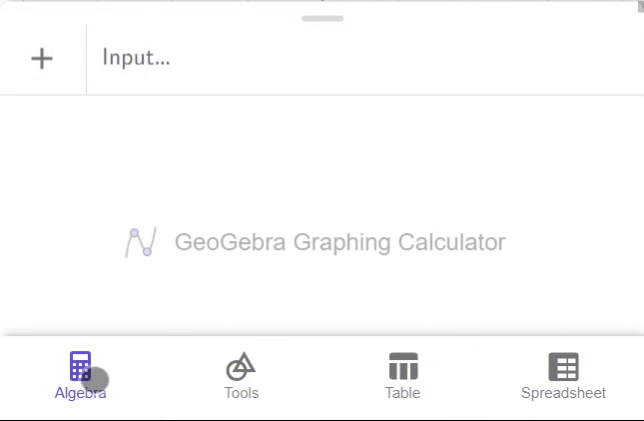 Input...
GeoGebra Graphing Calculator
Algebra
Tools
Table
Spreadsheet